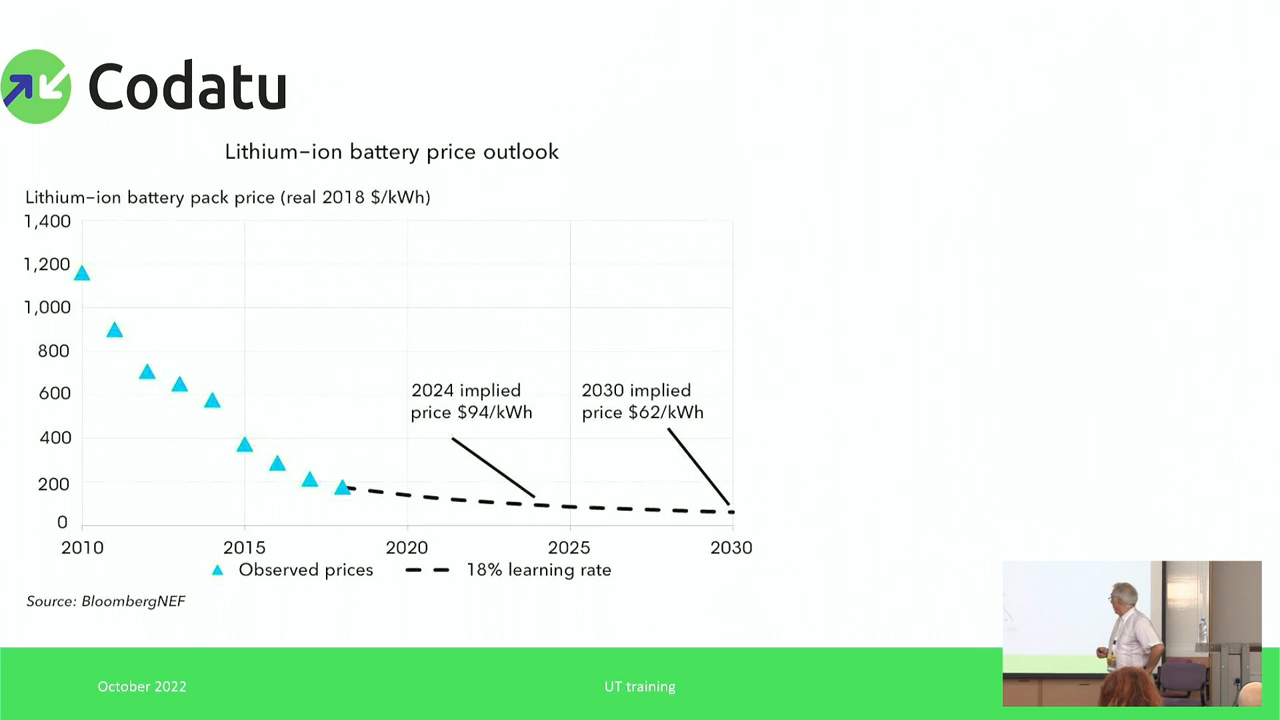 Codatu
Lithium-ion battery price outlook
Lithium-ion battery pack price (real 2018 $/kWh)
1,400
1,200
1,000
800
600
400
200
0
2024 implied
price $94/kWh
2030 implied
price $62/kWh
2010
2015
2020
2025
2030
Observed prices
18% learning rate
Source: BloombergNEF
October 2022
UT training